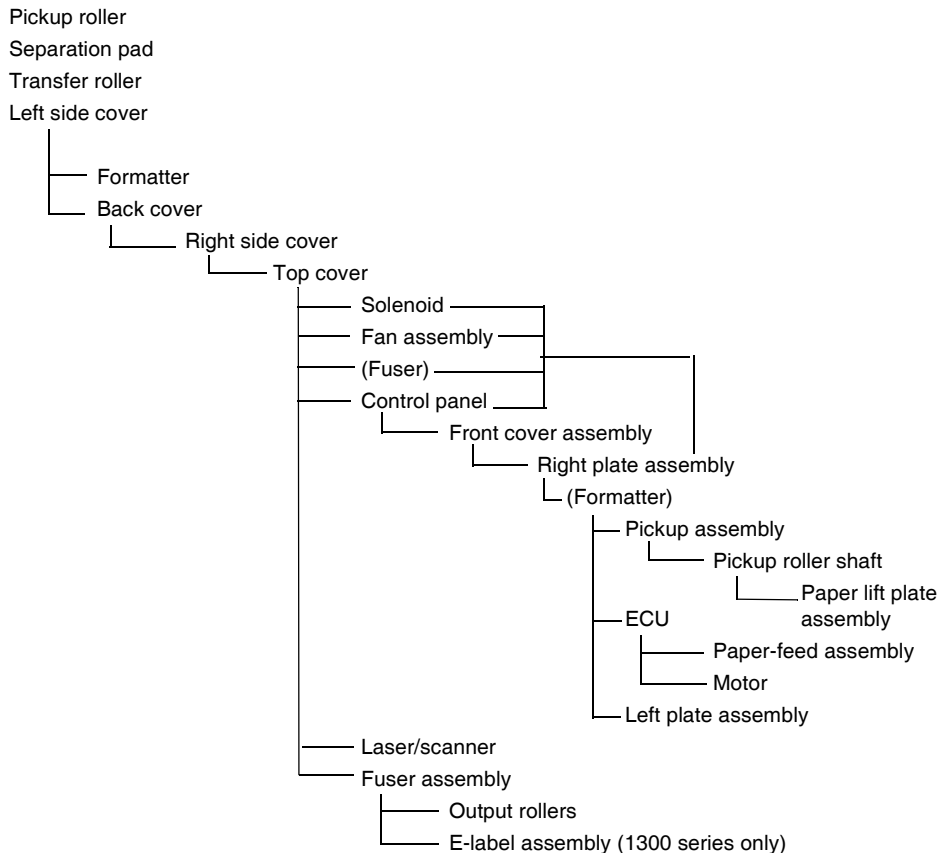 Pickup roller
Separation pad
Transfer roller
Left side cover
Formatter
Back cover
Right side cover
Top cover
Solenoid
Fan assembly
(Fuser)
Control panel
Front cover assembly
Right plate assembly
(Formatter)
Pickup assembly
Pickup roller shaft
Paper lift plate
assembly
ECU
Paper-feed assembly
Motor
Left plate assembly
Laser/scanner
Fuser assembly
Output rollers
E-label assembly (1300 series only)